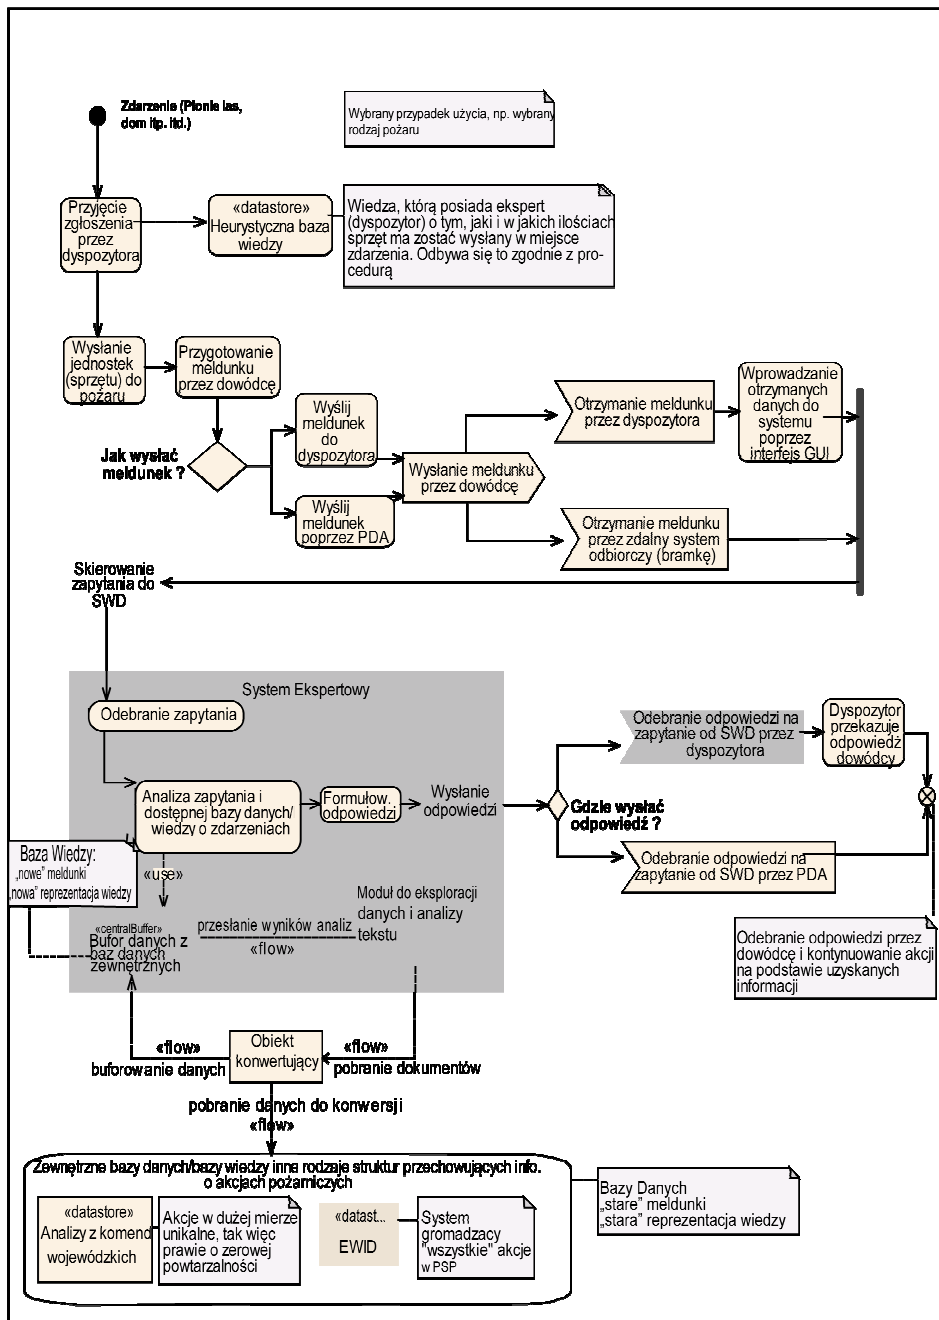 Zdarzenie (Płonie las,
dom itp. itd.)
Wybrany przypadek użycia, np. wybrany
rodzaj pożaru
Przyjęcie
zgłoszenia
przez
dyspozytora
«datastore»
Heurystyczna baza
wiedzy
Wiedza, którą posiada ekspert
(dyspozytor) o tym, jaki i w jakich ilościach
sprzęt ma zostać wysłany w miejsce
zdarzenia. Odbywa się to zgodnie z pro-
cedurą
Wysłanie
jednostek
(sprzętu) do
pożaru
Przygotowanie
meldunku
przez dowódcę
Jak wysłać
meldunek ?
Wyślij
meldunek
do
dyspozytora
Wyślij
meldunek
poprzez PDA
Wysłanie meldunku
przez dowódcę
Otrzymanie meldunku
przez dyspozytora
Wprowadzanie
otrzymanych
danych do
systemu
poprzez
interfejs GUI
Otrzymanie meldunku
przez zdalny system
odbiorczy (bramkę)
Skierowanie
zapytania do
SWD
System Ekspertowy
Odebranie zapytania
Analiza zapytania i
dostępnej bazy danych/
wiedzy o zdarzeniach
Formułow.
odpowiedzi
Wysłanie
odpowiedzi
Gdzie wysłać
odpowiedź ?
Odebranie odpowiedzi na
zapytanie od SWD przez
dyspozytora
Dyspozytor
przekazuje
odpowiedź
dowódcy
Odebranie odpowiedzi na
zapytanie od SWD przez PDA
Odebranie odpowiedzi przez
dowódcę i kontynuowanie akcji
na podstawie uzyskanych
informacji
Baza Wiedzy:
„nowe” meldunki
„nowa” reprezentacja wiedzy
«use»
«centralBuffer»
Bufor danych z
baz danych
zewnętrznych
przesłanie wyników analiz
«flow»
Moduł do eksploracji
danych i analizy
tekstu
«flow»
buforowanie danych
Obiekt
konwertujący
«flow»
pobranie dokumentów
pobranie danych do konwersji
«flow»
Zewnętrzne bazy danych/bazy wiedzy inne rodzaje struktur przechowujących info.
o akcjach pożarniczych
«datastore»
Analizy z komend
wojewódzkich
Akcje w dużej mierze
unikalne, tak więc
prawie o zerowej
powtarzalności
«datast...
EWID
System
gromadzacy
"wszystkie" akcje
w PSP
Bazy Danych
„stare” meldunki
„stara” reprezentacja wiedzy